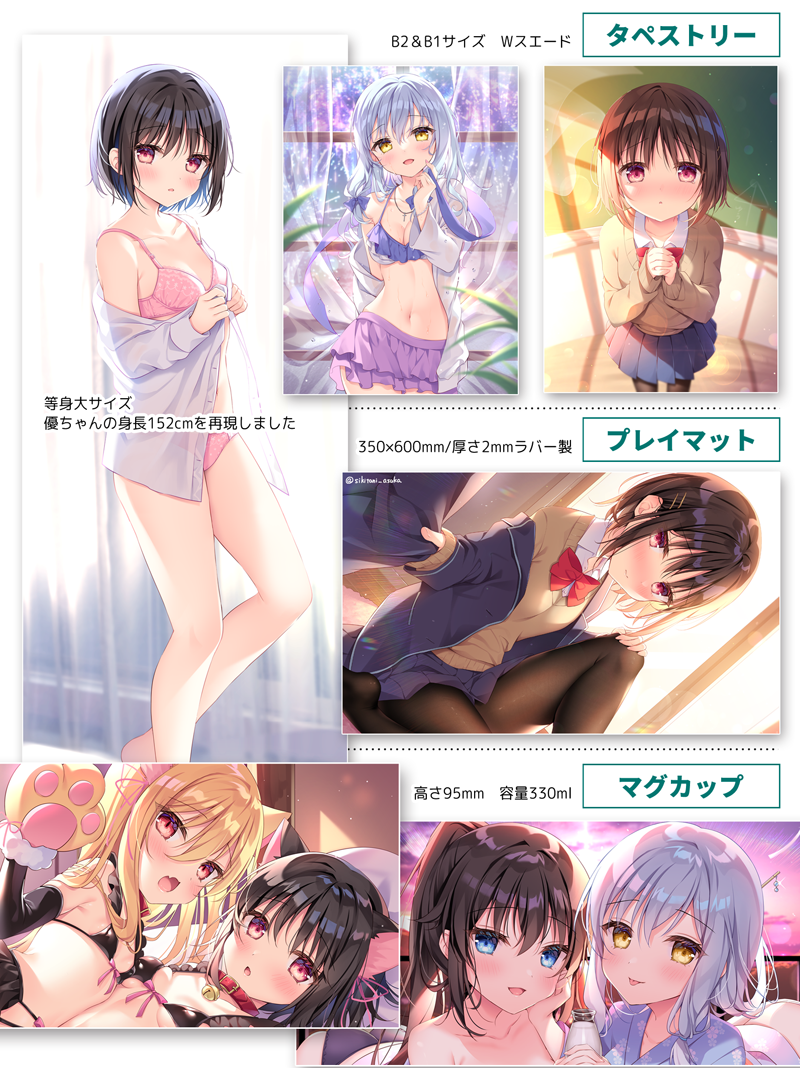 B2&B1サイズ Wスエード
タペストリー
等身大サイズ
優ちゃんの身長152cmを再現しました
350×600mm/厚さ2mmラバー製
プレイマット
@sikitani_asuka
高さ95mm 容量330ml
マグカップ